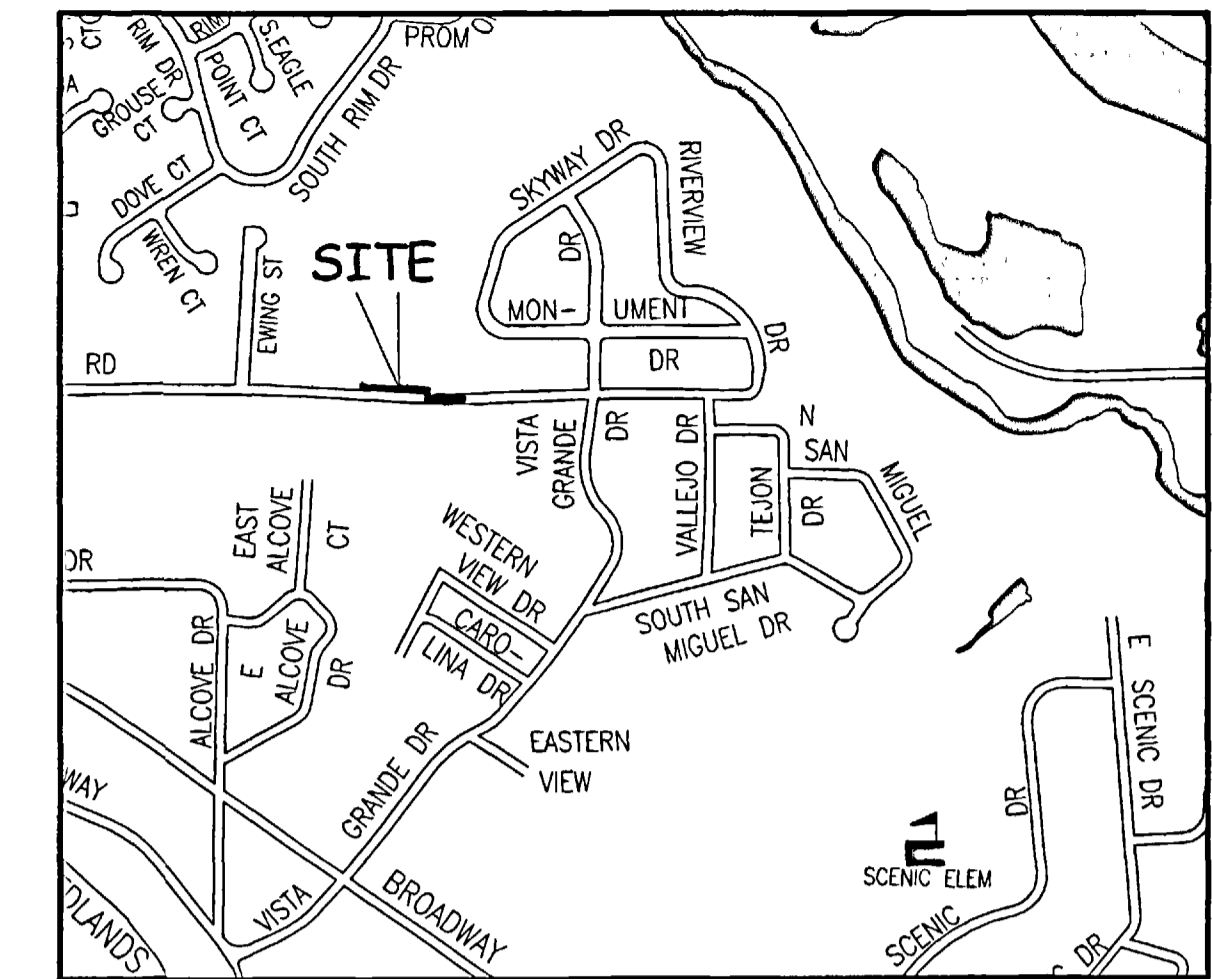 CT
RIM DR
RIM
S.EAGLE
POINT CT
PROM
GROUSE
CT
SOUTH RIM DR
DOVE CT
WREN CT
EWING ST
SITE
SKYWAY DR
RIVERVIEW
DR
DR
MON- UMENT
DR
RD
VISTA
GRANDE
DR
VALLEJO DR
N
SAN
MIGUEL
TEJON
DR
EAST
ALCOVE
CT
WESTERN
VIEW DR
CARO-
LINA DR
SOUTH SAN
MIGUEL DR
DR
ALCOVE DR
E
ALCOVE
DR
EASTERN
VIEW
GRANDE DR
VISTA
BROADWAY
WAY
DLANDS
E SCENIC DR
DR
SCENIC ELEM
SCENIC
DR